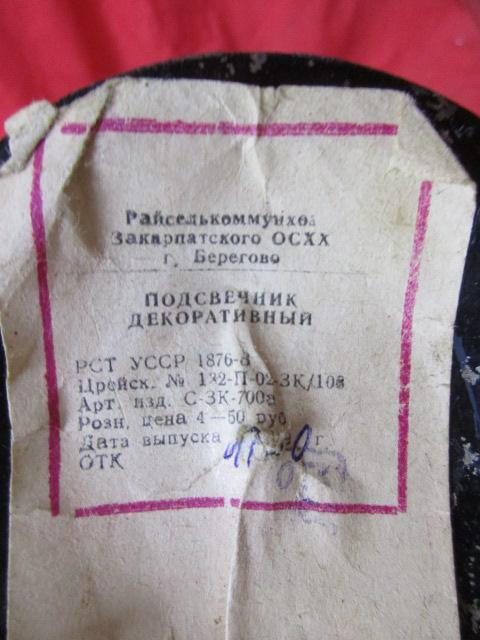 Райселькоммунхоз
Закарпатского ОСХХ
г. Берегово
ПОДСВЕЧНИК
ДЕКОРАТИВНЫЙ
РСТ УССР 1876-8
Прейск. № 132-П-02-ЗК/108
Арт изд. С-ЗК-700а
Розн. цена 4—50 руб
Дата выпуска г.
ОТК